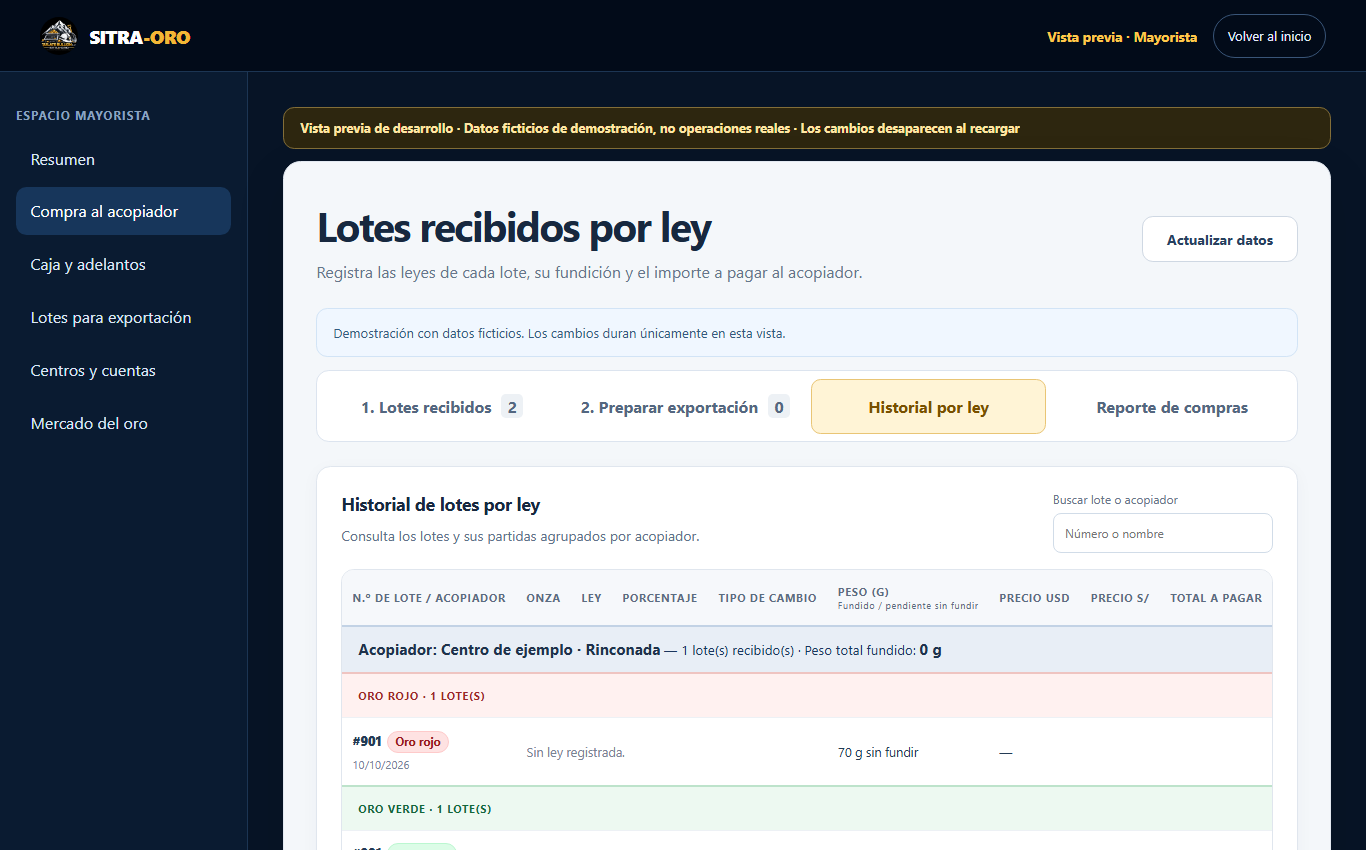 SITRA-ORO
Vista previa · Mayorista
Volver al inicio
ESPACIO MAYORISTA
Resumen
Compra al acopiador
Caja y adelantos
Lotes para exportación
Centros y cuentas
Mercado del oro
Vista previa de desarrollo · Datos ficticios de demostración, no operaciones reales · Los cambios desaparecen al recargar
Lotes recibidos por ley
Registra las leyes de cada lote, su fundición y el importe a pagar al acopiador.
Actualizar datos
Demostración con datos ficticios. Los cambios duran únicamente en esta vista.
1. Lotes recibidos 2
2. Preparar exportación 0
Historial por ley
Reporte de compras
Historial de lotes por ley
Consulta los lotes y sus partidas agrupados por acopiador.
Buscar lote o acopiador
Número o nombre
N.º DE LOTE / ACOPIADOR ONZA LEY PORCENTAJE TIPO DE CAMBIO PESO (G) PRECIO USD PRECIO S/ TOTAL A PAGAR
Fundido / pendiente sin fundir
Acopiador: Centro de ejemplo · Rinconada — 1 lote(s) recibido(s) · Peso total fundido: 0 g
ORO ROJO · 1 LOTE(S)
#901 Oro rojo
10/10/2026
Sin ley registrada.
70 g sin fundir
—
ORO VERDE · 1 LOTE(S)